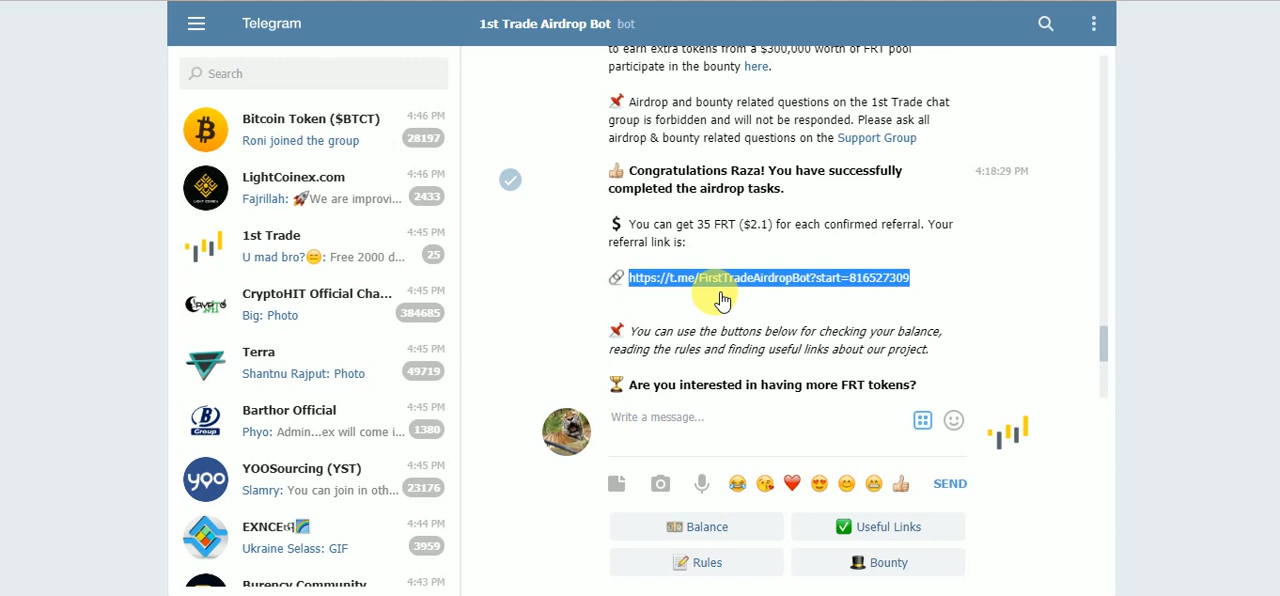 Telegram
1st Trade Airdrop Bot bot
Search
Bitcoin Token ($BTCT) 4:46 PM
Roni joined the group 28197
LightCoinex.com 4:46 PM
Fajrillah: 🚀We are improvi... 2433
1st Trade 4:45 PM
U mad bro?😑: Free 2000 d... 25
CryptoHIT Official Cha... 4:45 PM
Big: Photo 384685
Terra 4:45 PM
Shantnu Rajput: Photo 49719
Barthor Official 4:45 PM
Phyo: Admin...ex will come i... 1380
YOOSourcing (YST) 4:45 PM
Slamry: You can join in oth... 23176
4:44 PM
Ukraine Selass: GIF 3959
Burency Community 4:43 PM
to earn extra tokens from a $300,000 worth of FRT pool
participate in the bounty here.
📌 Airdrop and bounty related questions on the 1st Trade chat
group is forbidden and will not be responded. Please ask all
airdrop & bounty related questions on the Support Group
👍 Congratulations Raza! You have successfully 4:18:29 PM
completed the airdrop tasks.
💲 You can get 35 FRT ($2.1) for each confirmed referral. Your
referral link is:
🔗 https://t.me/FirstTradeAirdropBot?start=816527309
📌 You can use the buttons below for checking your balance,
reading the rules and finding useful links about our project.
🏆 Are you interested in having more FRT tokens?
Write a message...
SEND
💵 Balance
✅ Useful Links
📝 Rules
🎩 Bounty
B
Group
yoo
LIGHT COINEX